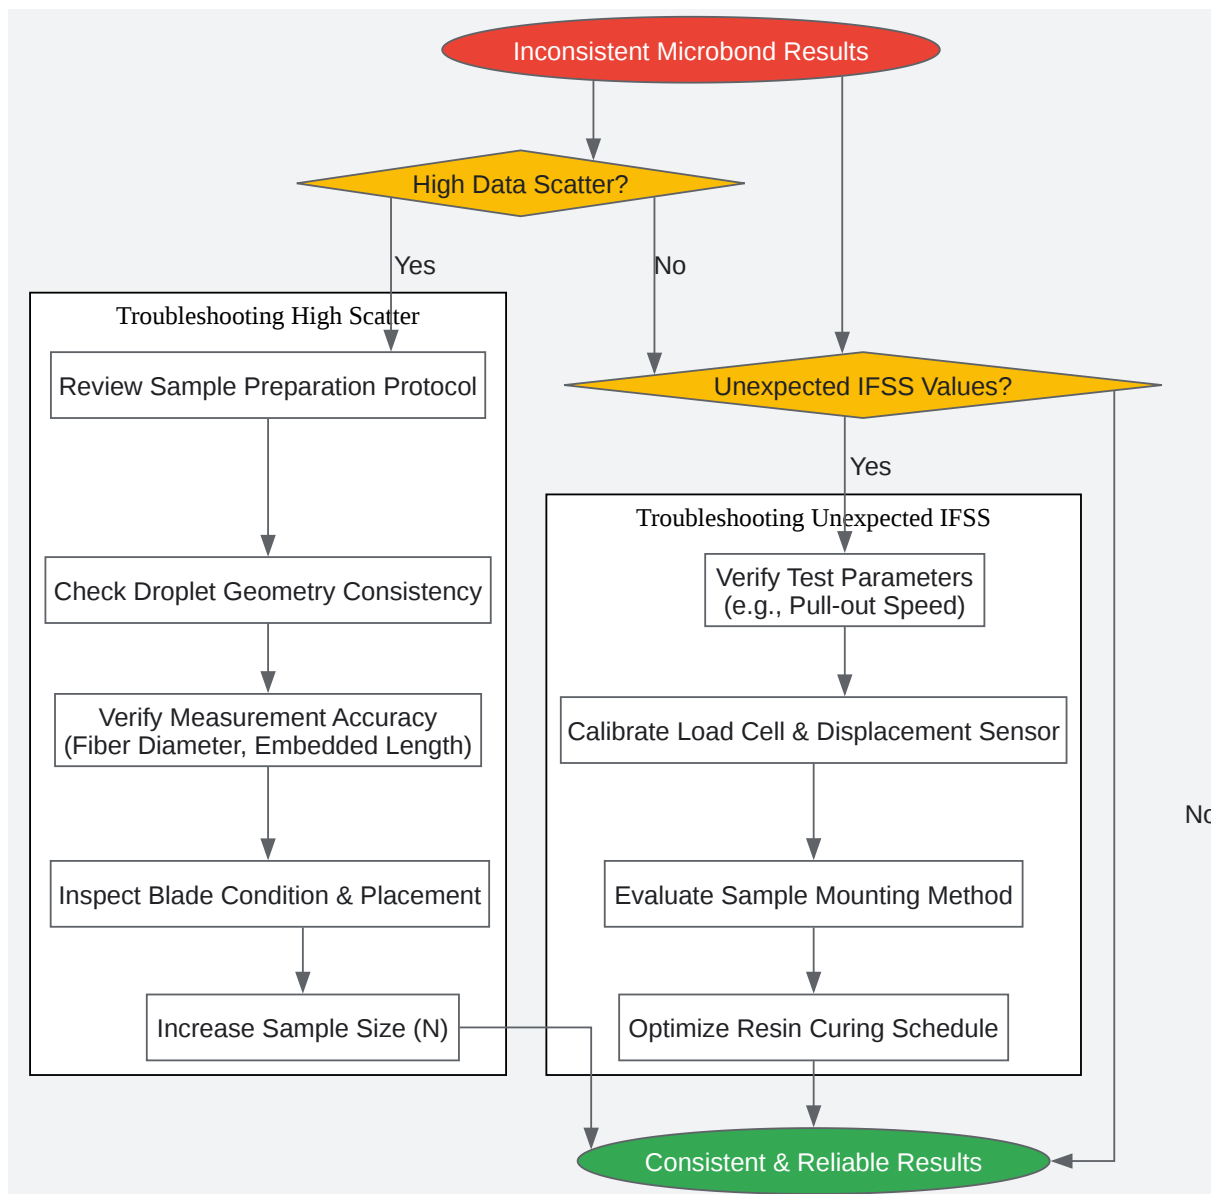 Inconsistent Microbond Results
High Data Scatter?
Yes
No
Troubleshooting High Scatter
Review Sample Preparation Protocol
Check Droplet Geometry Consistency
Verify Measurement Accuracy
(Fiber Diameter, Embedded Length)
Inspect Blade Condition & Placement
Increase Sample Size (N)
Unexpected IFSS Values?
Yes
No
Troubleshooting Unexpected IFSS
Verify Test Parameters
(e.g., Pull-out Speed)
Calibrate Load Cell & Displacement Sensor
Evaluate Sample Mounting Method
Optimize Resin Curing Schedule
Consistent & Reliable Results